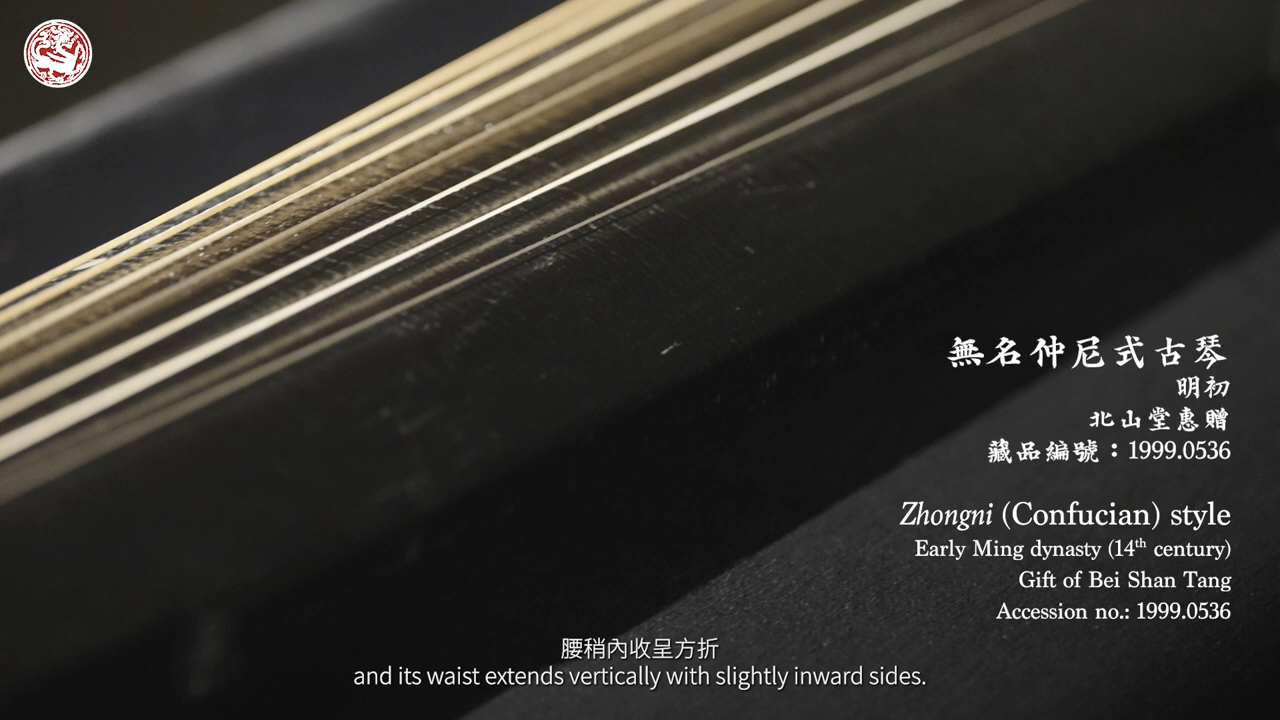 無名仲尼式古琴
明初
北山堂惠贈
藏品編號：1999.0536
Zhongni (Confucian) style
Early Ming dynasty (14th century)
Gift of Bei Shan Tang
Accession no.: 1999.0536
腰稍內收呈方折
and its waist extends vertically with slightly inward sides.